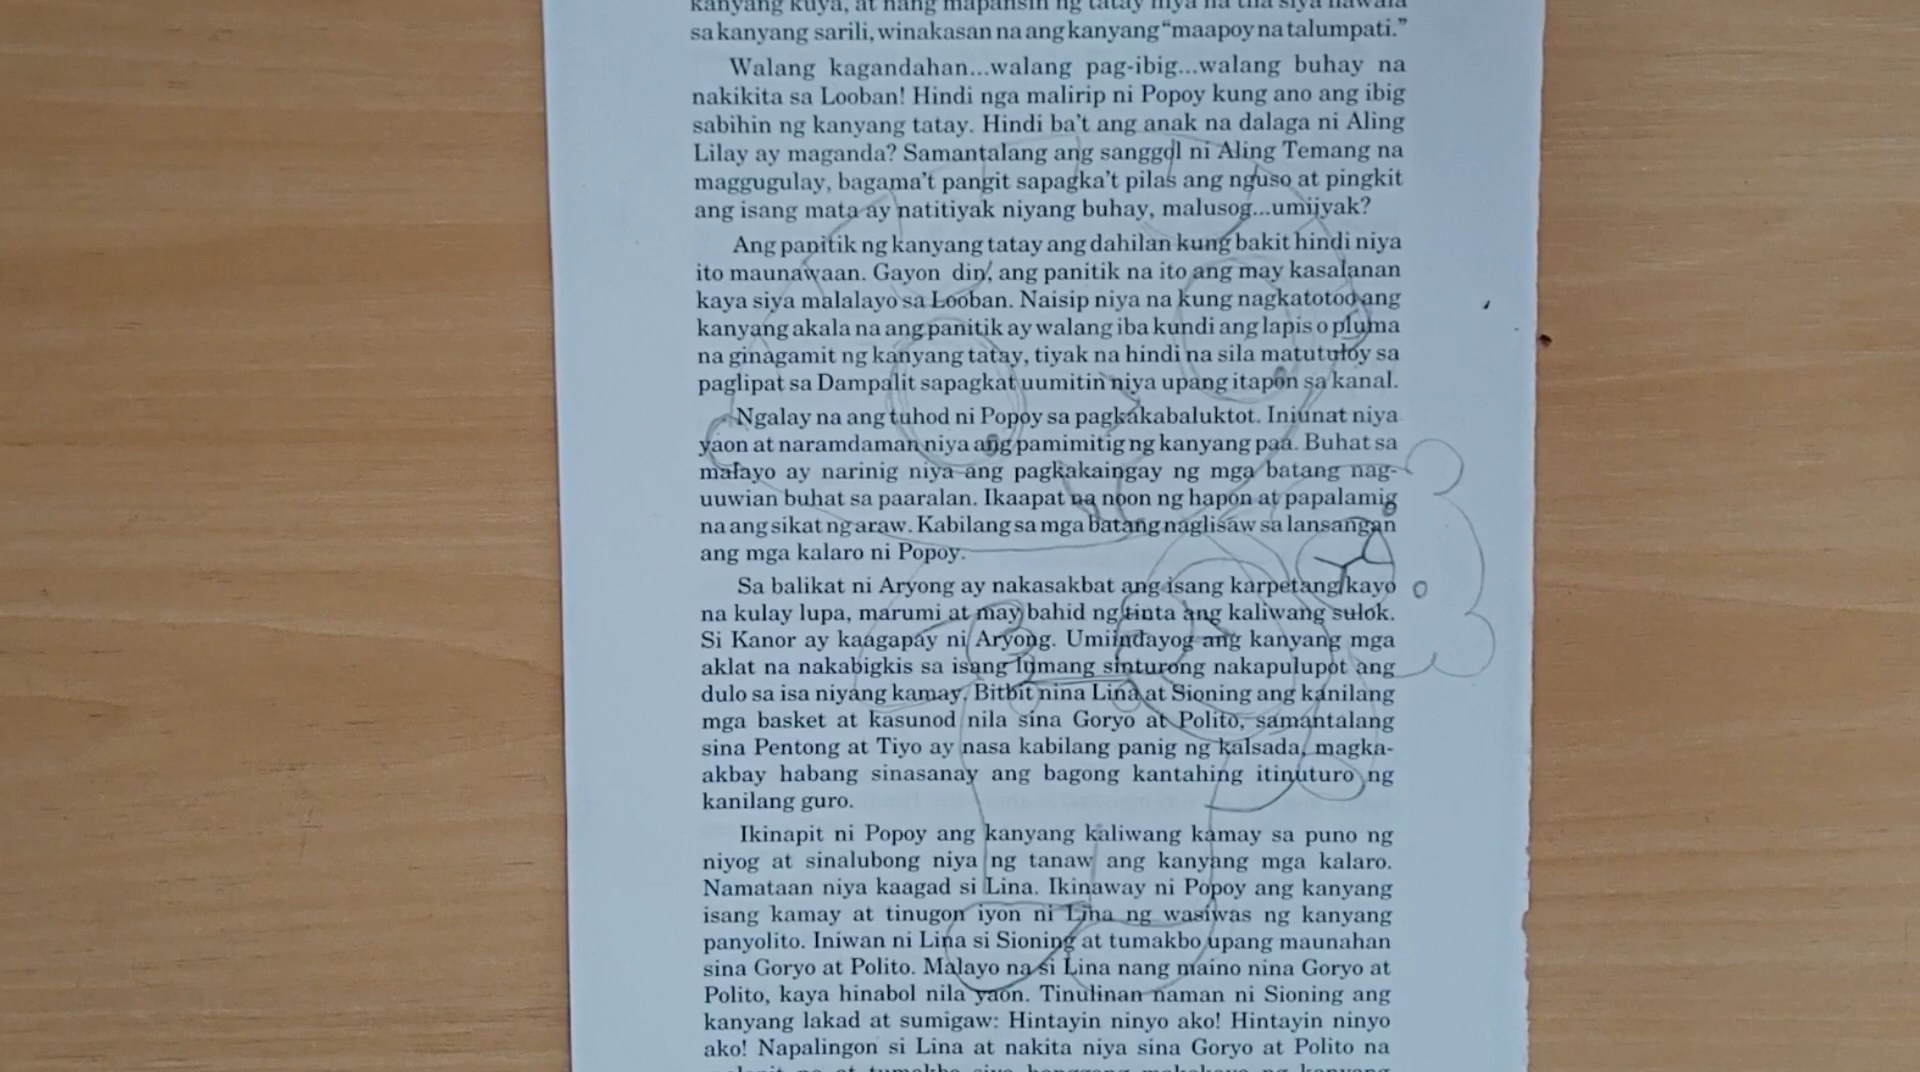 kanyang kuya, at nang mapansin ng tatay niya na tila siya nawala
sa kanyang sarili, winakasan na ang kanyang “maapoy na talumpati.”
Walang kagandahan...walang pag-ibig...walang buhay na
nakikita sa Looban! Hindi nga malirip ni Popoy kung ano ang ibig
sabihin ng kanyang tatay. Hindi ba’t ang anak na dalaga ni Aling
Lilay ay maganda? Samantalang ang sanggol ni Aling Temang na
maggugulay, bagama’t pangit sapagka’t pilas ang nguso at pingkit
ang isang mata ay natitiyak niyang buhay, malusog...umiiyak?
Ang panitik ng kanyang tatay ang dahilan kung bakit hindi niya
ito maunawaan. Gayon din, ang panitik na ito ang may kasalanan
kaya siya malalayo sa Looban. Naisip niya na kung nagkatotoo ang
kanyang akala na ang panitik ay walang iba kundi ang lapis o pluma
na ginagamit ng kanyang tatay, tiyak na hindi na sila matutuloy sa
paglipat sa Dampalit sapagkat uumitin niya upang itapon sa kanal.
Ngalay na ang tuhod ni Popoy sa pagkakabaluktot. Iniunat niya
yaon at naramdaman niya ang pamimitig ng kanyang paa. Buhat sa
malayo ay narinig niya ang pagkakaingay ng mga batang nag-
uuwian buhat sa paaralan. Ikaapat na noon ng hapon at papalamig
na ang sikat ng araw. Kabilang sa mga batang naglisaw sa lansangan
ang mga kalaro ni Popoy.
Sa balikat ni Aryong ay nakasakbat ang isang karpetang kayo
na kulay lupa, marumi at may bahid ng tinta ang kaliwang sulok.
Si Kanor ay kaagapay ni Aryong. Umiindayog ang kanyang mga
aklat na nakabigkis sa isang lumang sinturong nakapulupot ang
dulo sa isa niyang kamay. Bitbit nina Lina at Sioning ang kanilang
mga basket at kasunod nila sina Goryo at Polito, samantalang
sina Pentong at Tiyo ay nasa kabilang panig ng kalsada, magka-
akbay habang sinasanay ang bagong kantahing itinuturo ng
kanilang guro.
Ikinapit ni Popoy ang kanyang kaliwang kamay sa puno ng
niyog at sinalubong niya ng tanaw ang kanyang mga kalaro.
Namataan niya kaagad si Lina. Ikinaway ni Popoy ang kanyang
isang kamay at tinugon iyon ni Lina ng wasiwas ng kanyang
panyolito. Iniwan ni Lina si Sioning at tumakbo upang maunahan
sina Goryo at Polito. Malayo na si Lina nang maino nina Goryo at
Polito, kaya hinabol nila yaon. Tinulinan naman ni Sioning ang
kanyang lakad at sumigaw: Hintayin ninyo ako! Hintayin ninyo
ako! Napalingon si Lina at nakita niya sina Goryo at Polito na